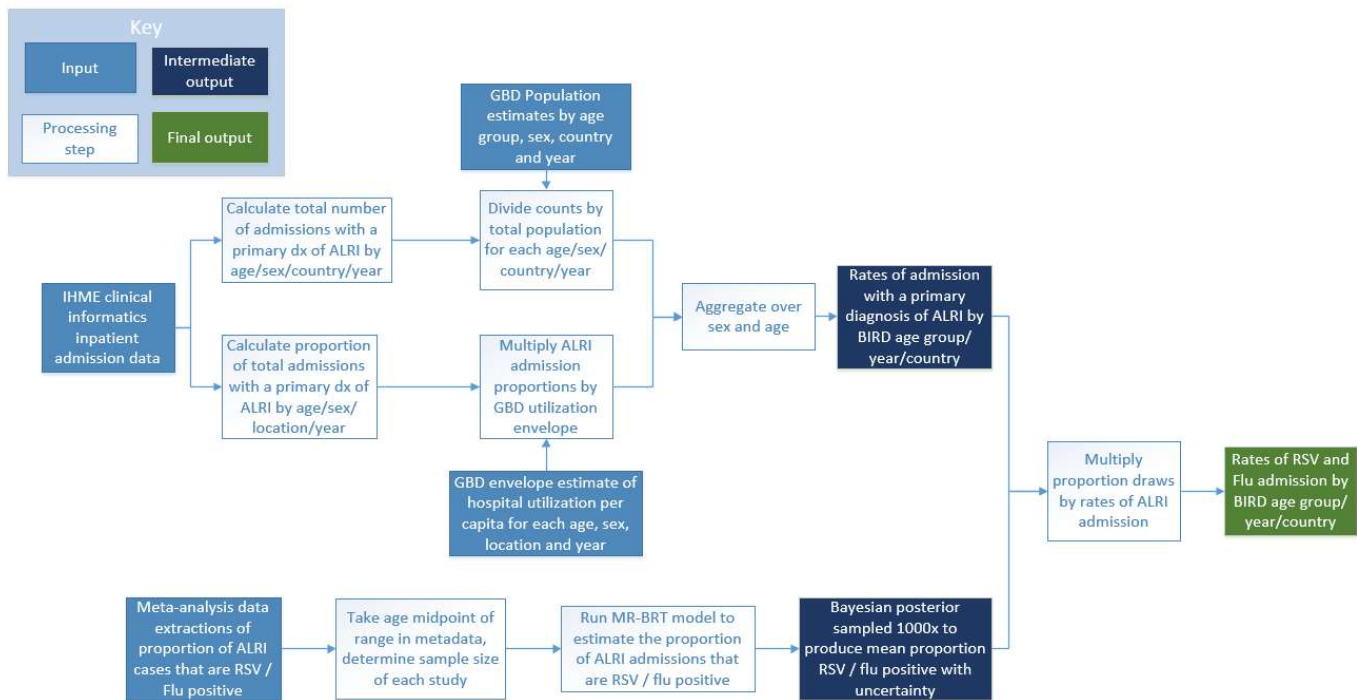 Key
Input
Intermediate
output
Processing
step
Final output
GBD Population
estimates by age
group, sex, country
and year
Calculate total number
of admissions with a
primary dx of ALRI by
age/sex/country/year
Divide counts by
total population
for each age/sex/
country/year
IHME clinical
informatics
inpatient
admission data
Aggregate over
sex and age
Rates of admission
with a primary
diagnosis of ALRI by
BIRD age group/
year/country
Calculate proportion
of total admissions
with a primary dx of
ALRI by age/sex/
location/year
Multiply ALRI
admission
proportions by
GBD utilization
envelope
GBD envelope estimate of
hospital utilization per
capita for each age, sex,
location and year
Multiply
proportion draws
by rates of ALRI
admission
Rates of RSV and
Flu admission by
BIRD age group/
year/country
Meta-analysis data
extractions of
proportion of ALRI
cases that are RSV /
Flu positive
Take age midpoint of
range in metadata,
determine sample size
of each study
Run MR-BRT model to
estimate the proportion
of ALRI admissions that
are RSV / flu positive
Bayesian posterior
sampled 1000x to
produce mean proportion
RSV / flu positive with
uncertainty